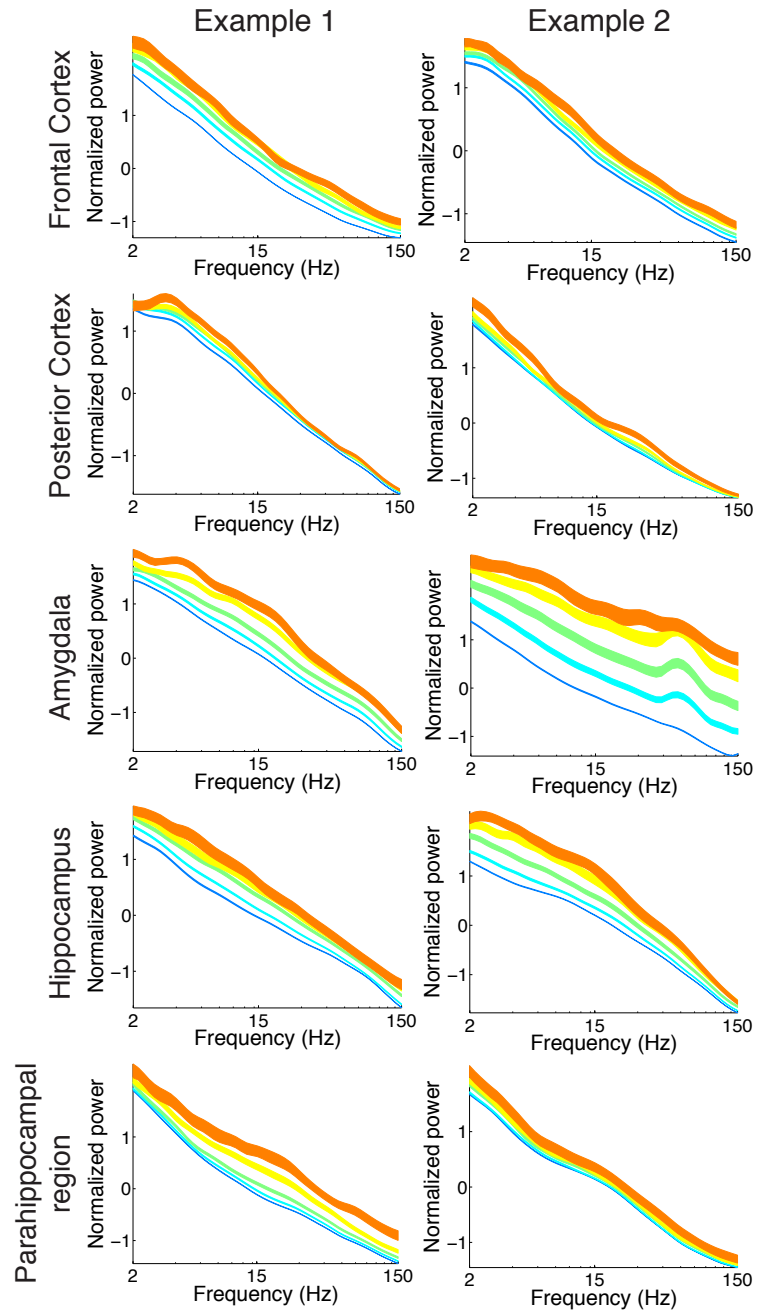 Example 1
Example 2
Frontal Cortex
Normalized power
1
0
−1
2
15
150
Frequency (Hz)
Normalized power
1
0
−1
2
15
150
Frequency (Hz)
Posterior Cortex
Normalized power
1
0
−1
2
15
150
Frequency (Hz)
Normalized power
1
0
−1
2
15
150
Frequency (Hz)
Amygdala
Normalized power
1
0
−1
2
15
150
Frequency (Hz)
Normalized power
1
0
−1
2
15
150
Frequency (Hz)
Hippocampus
Normalized power
1
0
−1
2
15
150
Frequency (Hz)
Normalized power
1
0
−1
2
15
150
Frequency (Hz)
Parahippocampal
region
Normalized power
1
0
−1
2
15
150
Frequency (Hz)
Normalized power
1
0
−1
2
15
150
Frequency (Hz)